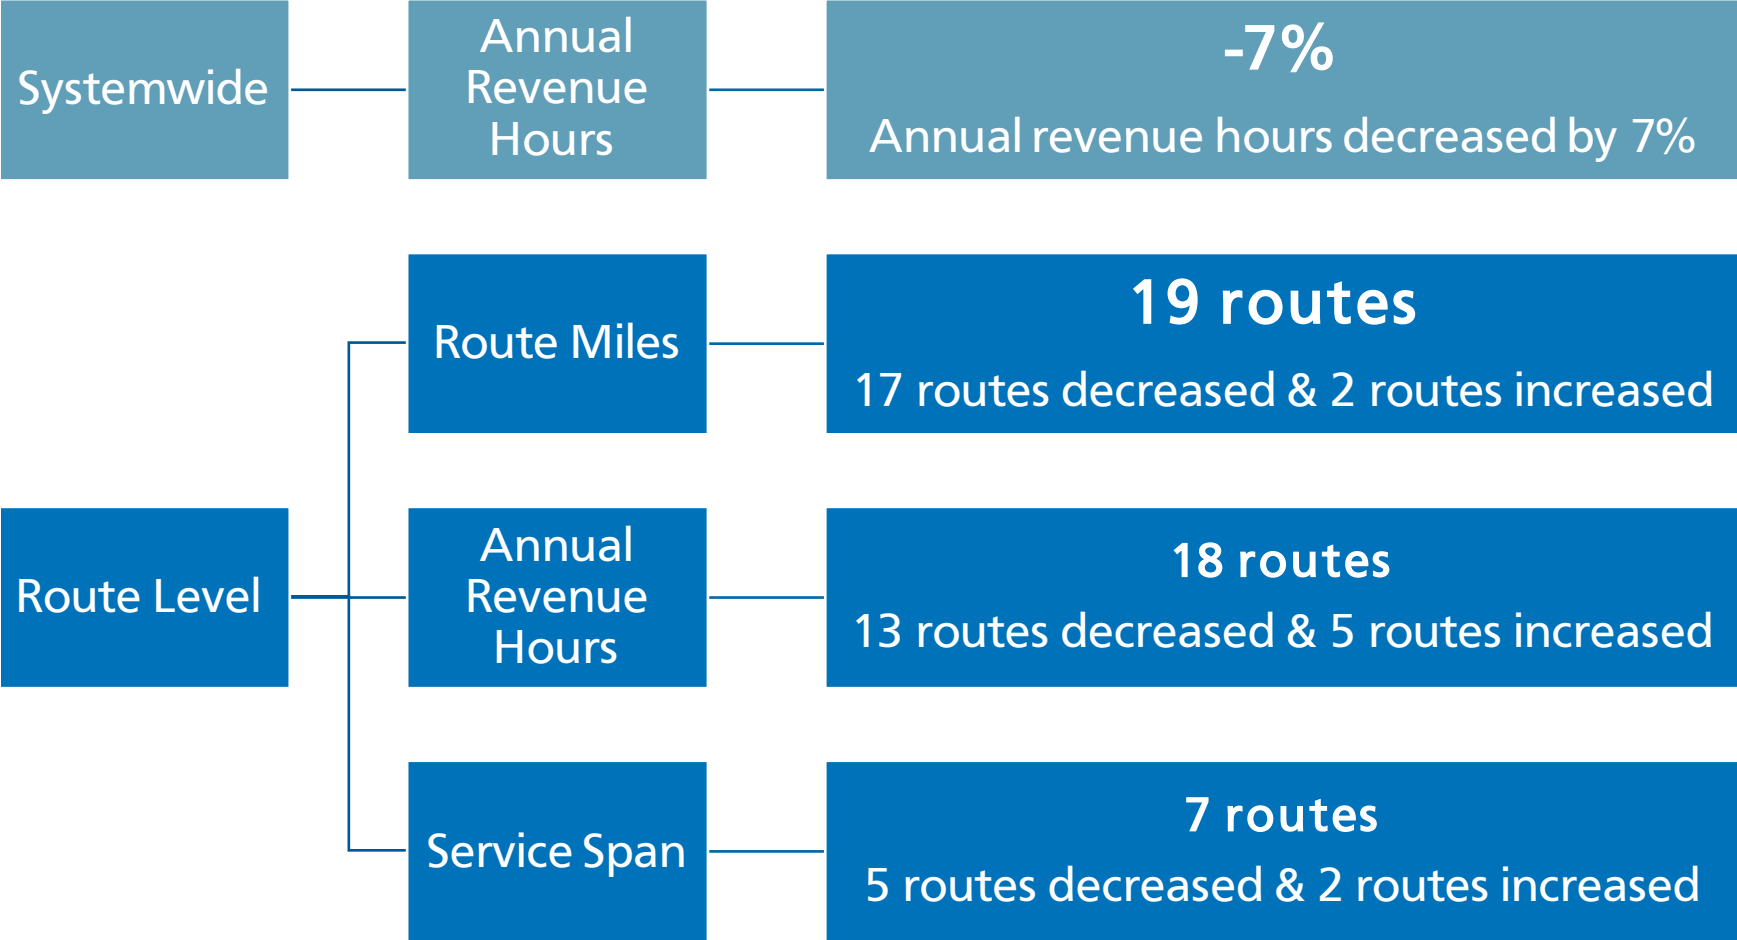 Systemwide
Annual
Revenue
Hours
-7%
Annual revenue hours decreased by 7%
Route Miles
19 routes
17 routes decreased & 2 routes increased
Route Level
Annual
Revenue
Hours
18 routes
13 routes decreased & 5 routes increased
Service Span
7 routes
5 routes decreased & 2 routes increased